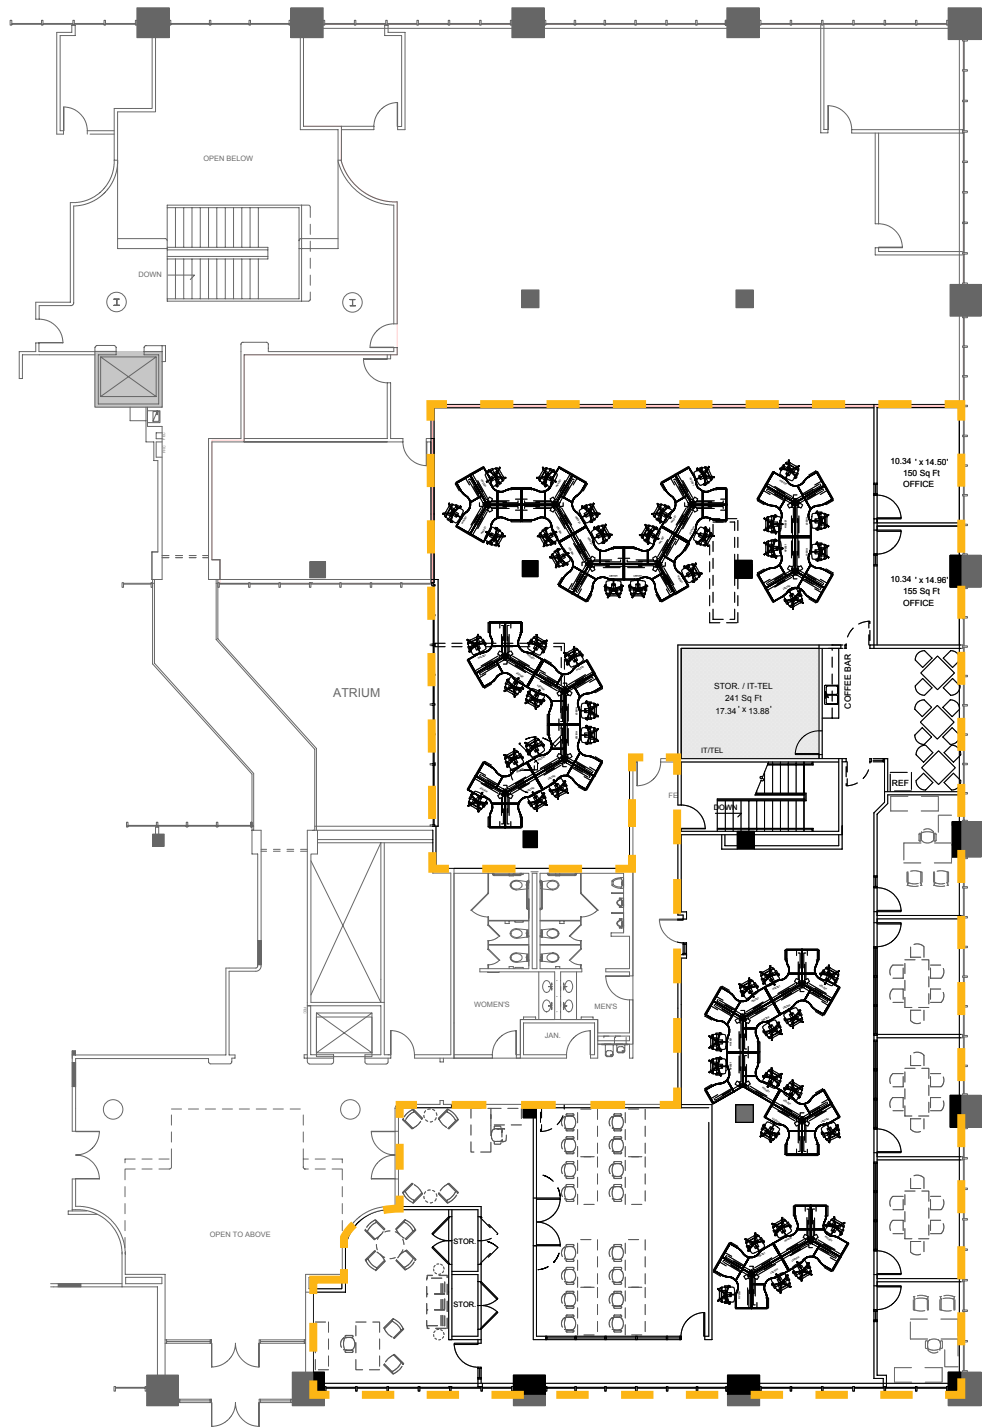 OPEN BELOW
DOWN
10.34 ' x 14.50'
150 Sq Ft
OFFICE
10.34 ' x 14.96'
155 Sq Ft
OFFICE
ATRIUM
STOR. / IT-TEL
241 Sq Ft
17.34 ' x 13.88'
IT/TEL
COFFEE BAR
REF
FE
DOWN
WOMEN'S
MEN'S
JAN.
OPEN TO ABOVE
STOR.
STOR.